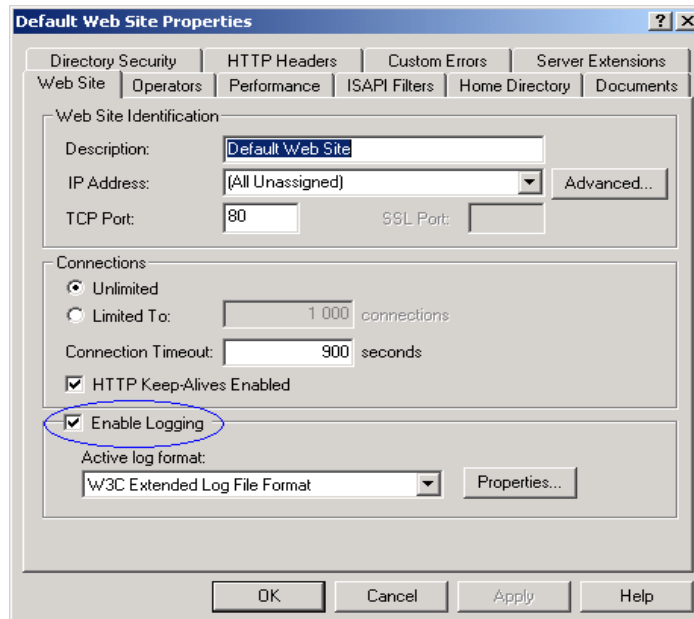 Default Web Site Properties
Directory Security HTTP Headers Custom Errors Server Extensions
Web Site Operators Performance ISAPI Filters Home Directory Documents
Web Site Identification
Description: Default Web Site
IP Address: (All Unassigned) Advanced...
TCP Port: 80 SSL Port:
Connections
Unlimited
Limited To: 1 000 connections
Connection Timeout: 900 seconds
HTTP Keep-Alives Enabled
Enable Logging
Active log format:
W3C Extended Log File Format Properties...
OK Cancel Apply Help